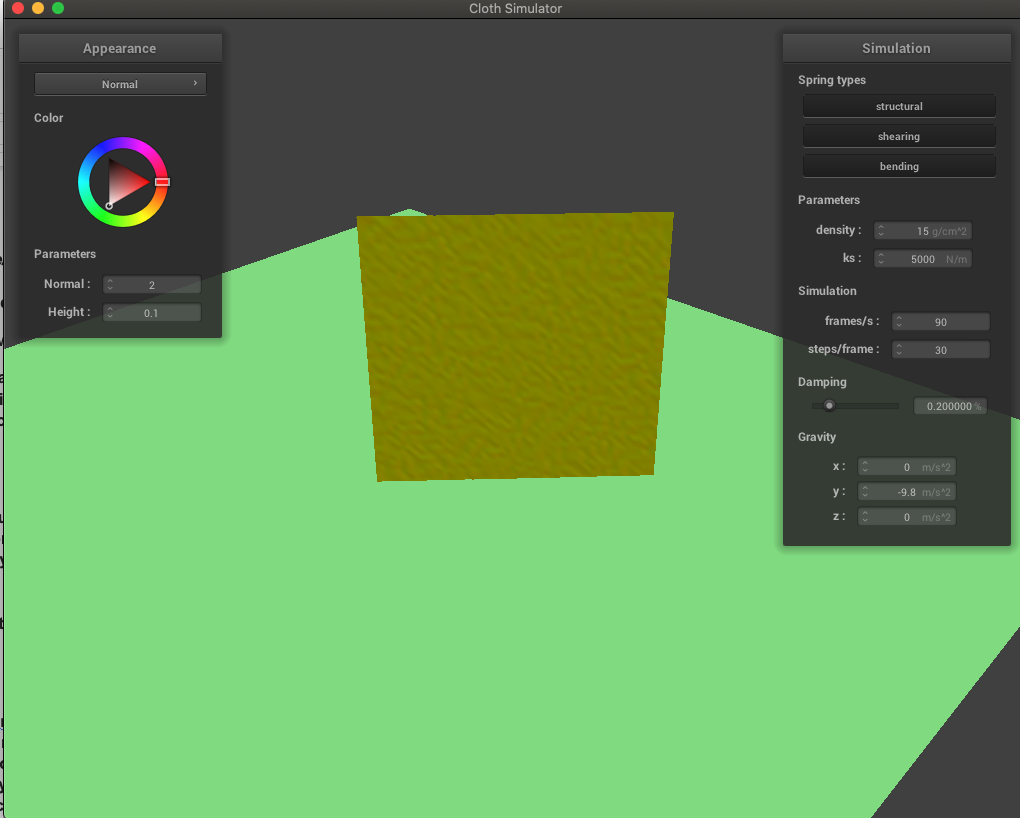 Cloth Simulator
Appearance
Normal
Color
Parameters
Normal : 2
Height : 0.1
Simulation
Spring types
structural
shearing
bending
Parameters
density : 15 g/cm^2
ks : 5000 N/m
Simulation
frames/s : 90
steps/frame : 30
Damping
0.200000 %
Gravity
x : 0 m/s^2
y : -9.8 m/s^2
z : 0 m/s^2